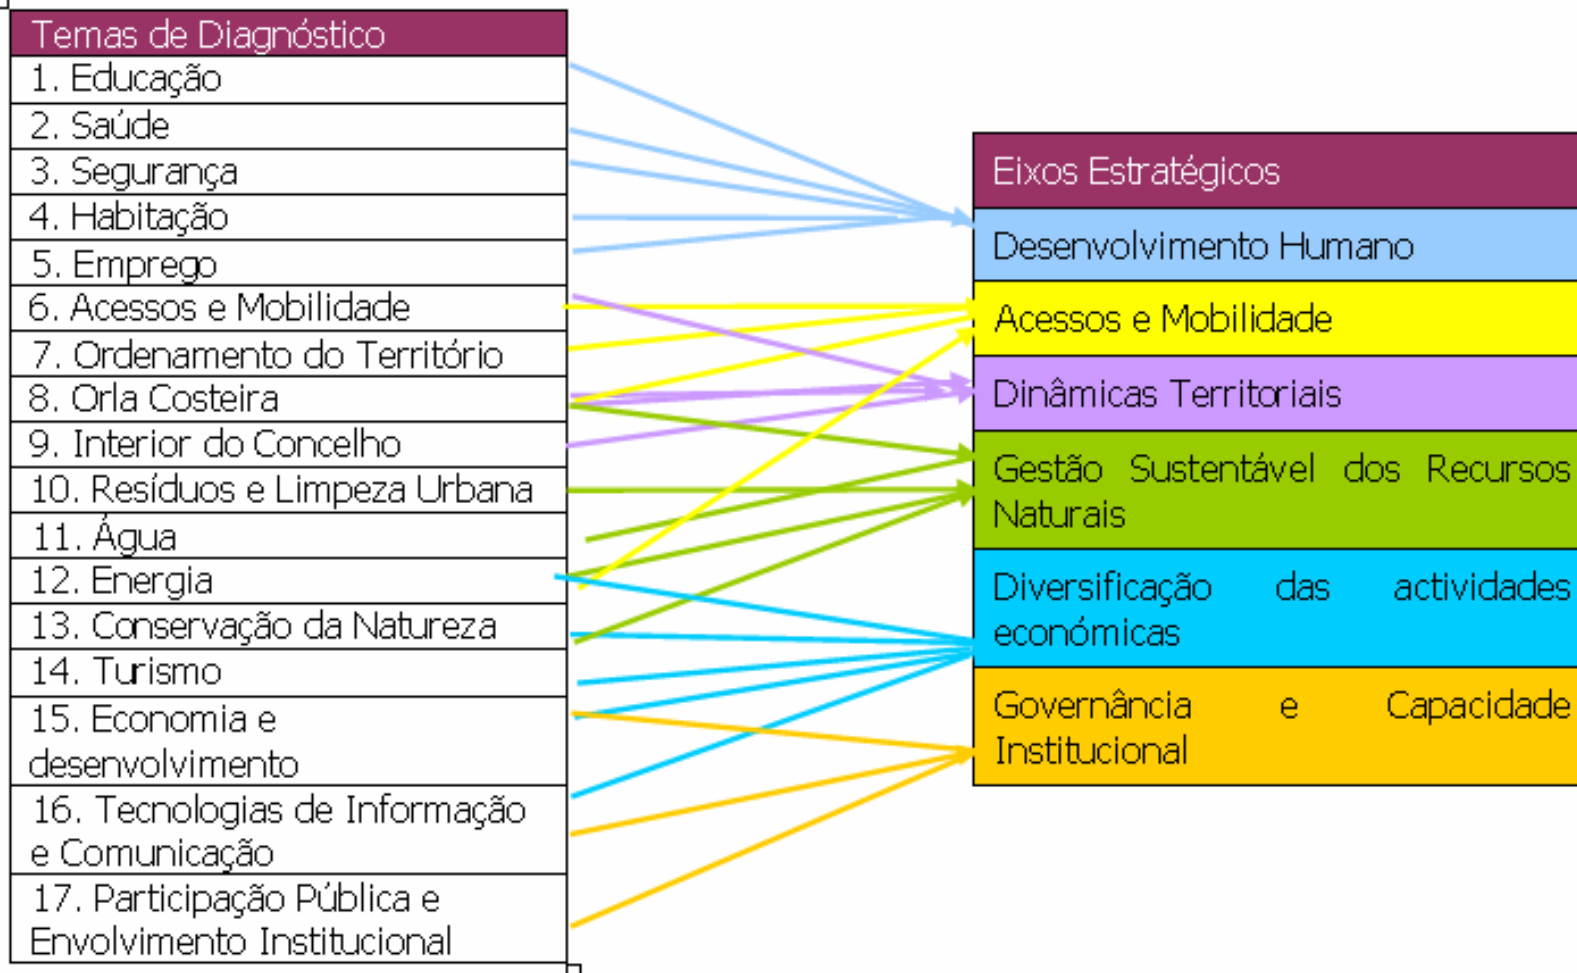 Temas de Diagnóstico
1. Educação
2. Saúde
3. Segurança
4. Habitação
5. Emprego
6. Acessos e Mobilidade
7. Ordenamento do Território
8. Orla Costeira
9. Interior do Concelho
10. Resíduos e Limpeza Urbana
11. Água
12. Energia
13. Conservação da Natureza
14. Turismo
15. Economia e
desenvolvimento
16. Tecnologias de Informação
e Comunicação
17. Participação Pública e
Envolvimento Institucional
Eixos Estratégicos
Desenvolvimento Humano
Acessos e Mobilidade
Dinâmicas Territoriais
Gestão Sustentável dos Recursos
Naturais
Diversificação das actividades
económicas
Governância e Capacidade
Institucional